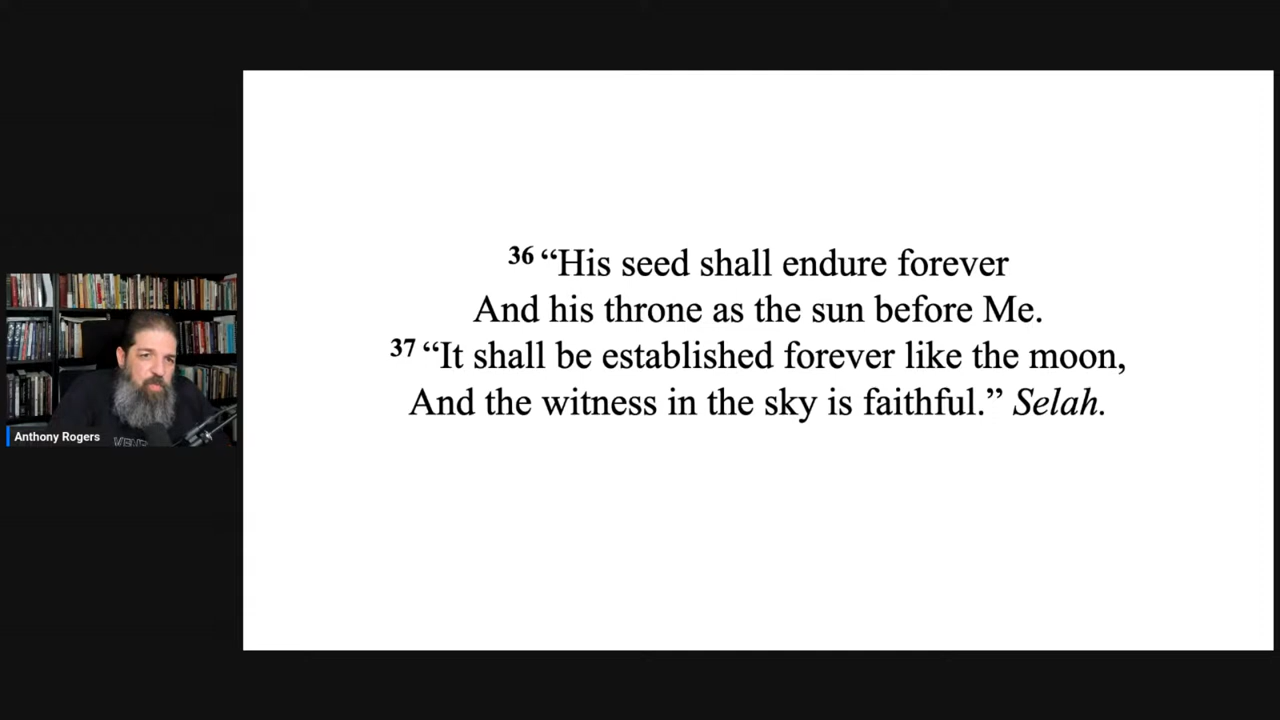 36 “His seed shall endure forever
And his throne as the sun before Me.
37 “It shall be established forever like the moon,
And the witness in the sky is faithful.” Selah.
Anthony Rogers